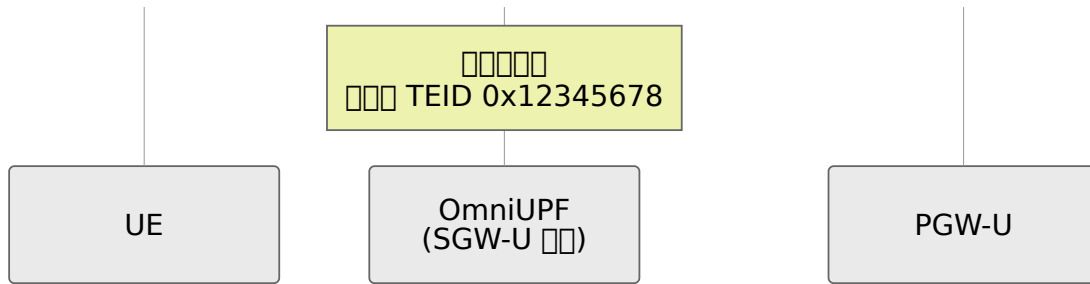 TEID 0x12345678
UE
OmniUPF
(SGW-U
PGW-U